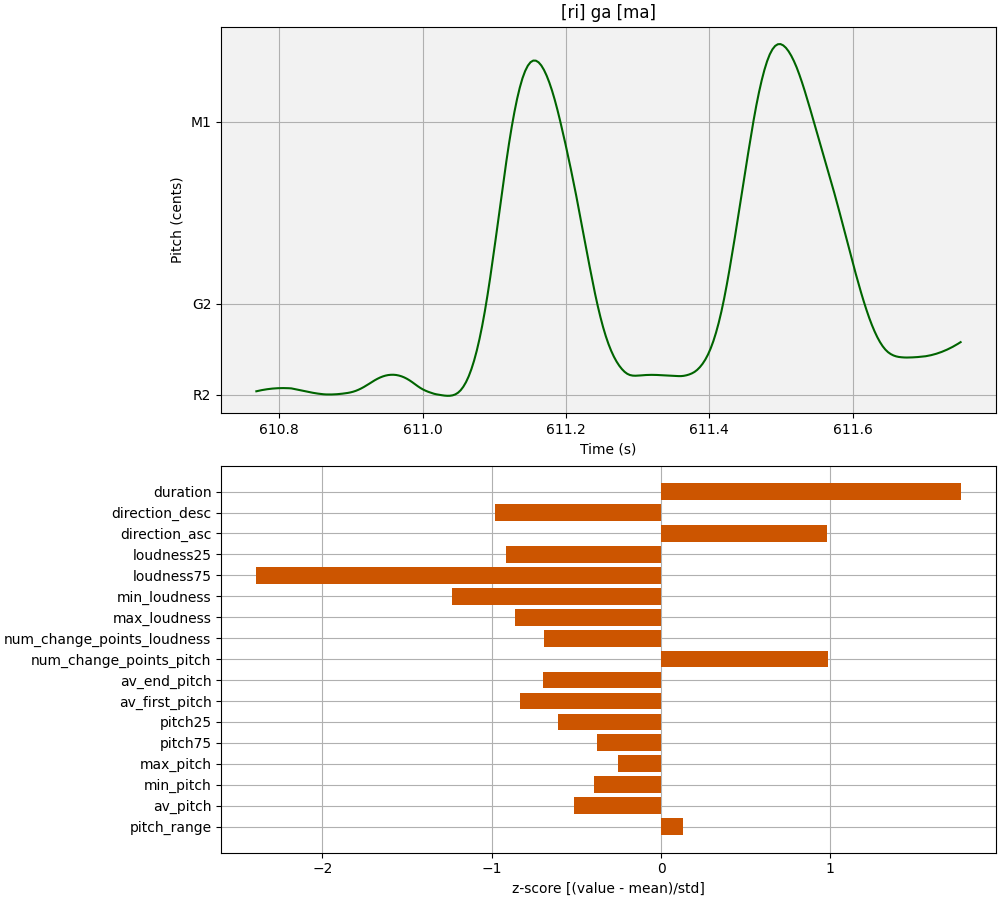 [ri] ga [ma]
Pitch (cents)
M1
G2
R2
610.8 611.0 611.2 611.4 611.6
Time (s)
duration
direction_desc
direction_asc
loudness25
loudness75
min_loudness
max_loudness
num_change_points_loudness
num_change_points_pitch
av_end_pitch
av_first_pitch
pitch25
pitch75
max_pitch
min_pitch
av_pitch
pitch_range
−2 −1 0 1
z-score [(value - mean)/std]